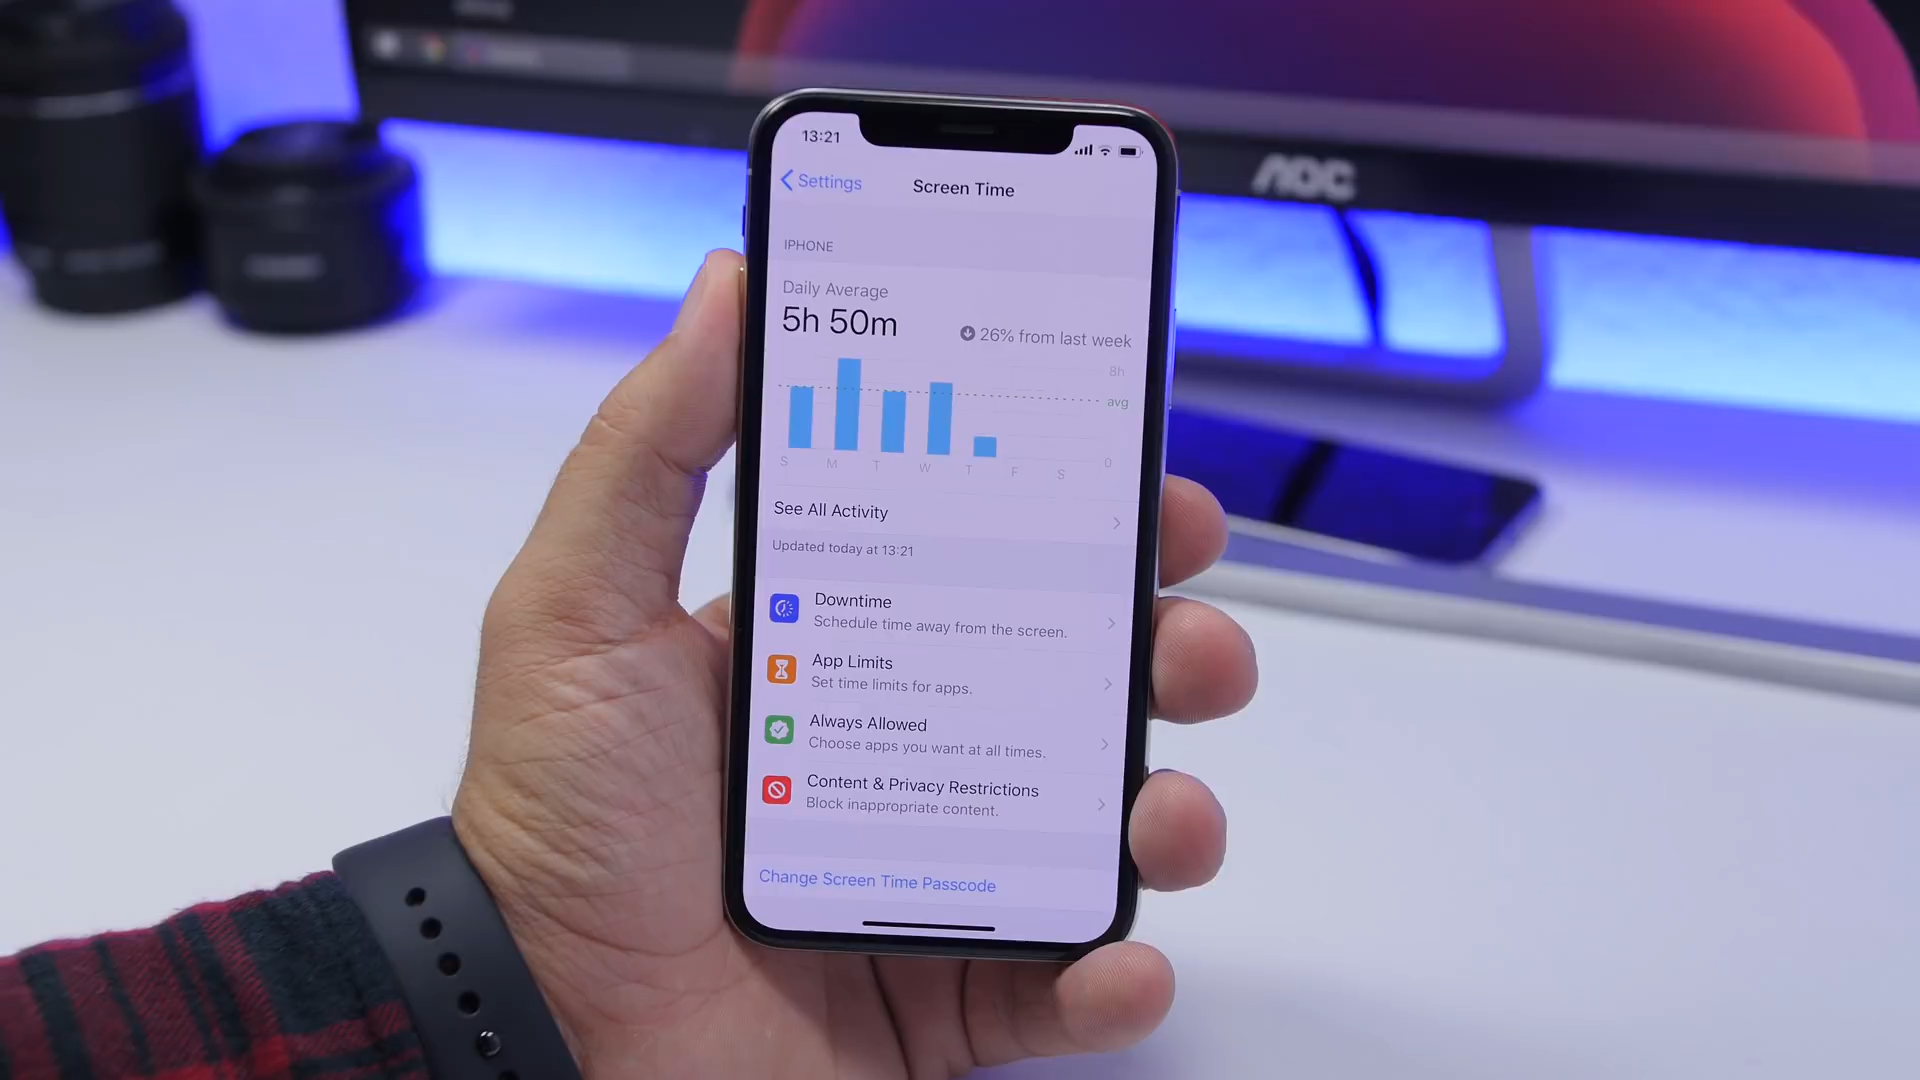 AOC
13:21
Settings
Screen Time
IPHONE
Daily Average
5h 50m
26% from last week
8h
avg
0
S M T W T F S
See All Activity
Updated today at 13:21
Downtime
Schedule time away from the screen.
App Limits
Set time limits for apps.
Always Allowed
Choose apps you want at all times.
Content & Privacy Restrictions
Block inappropriate content.
Change Screen Time Passcode